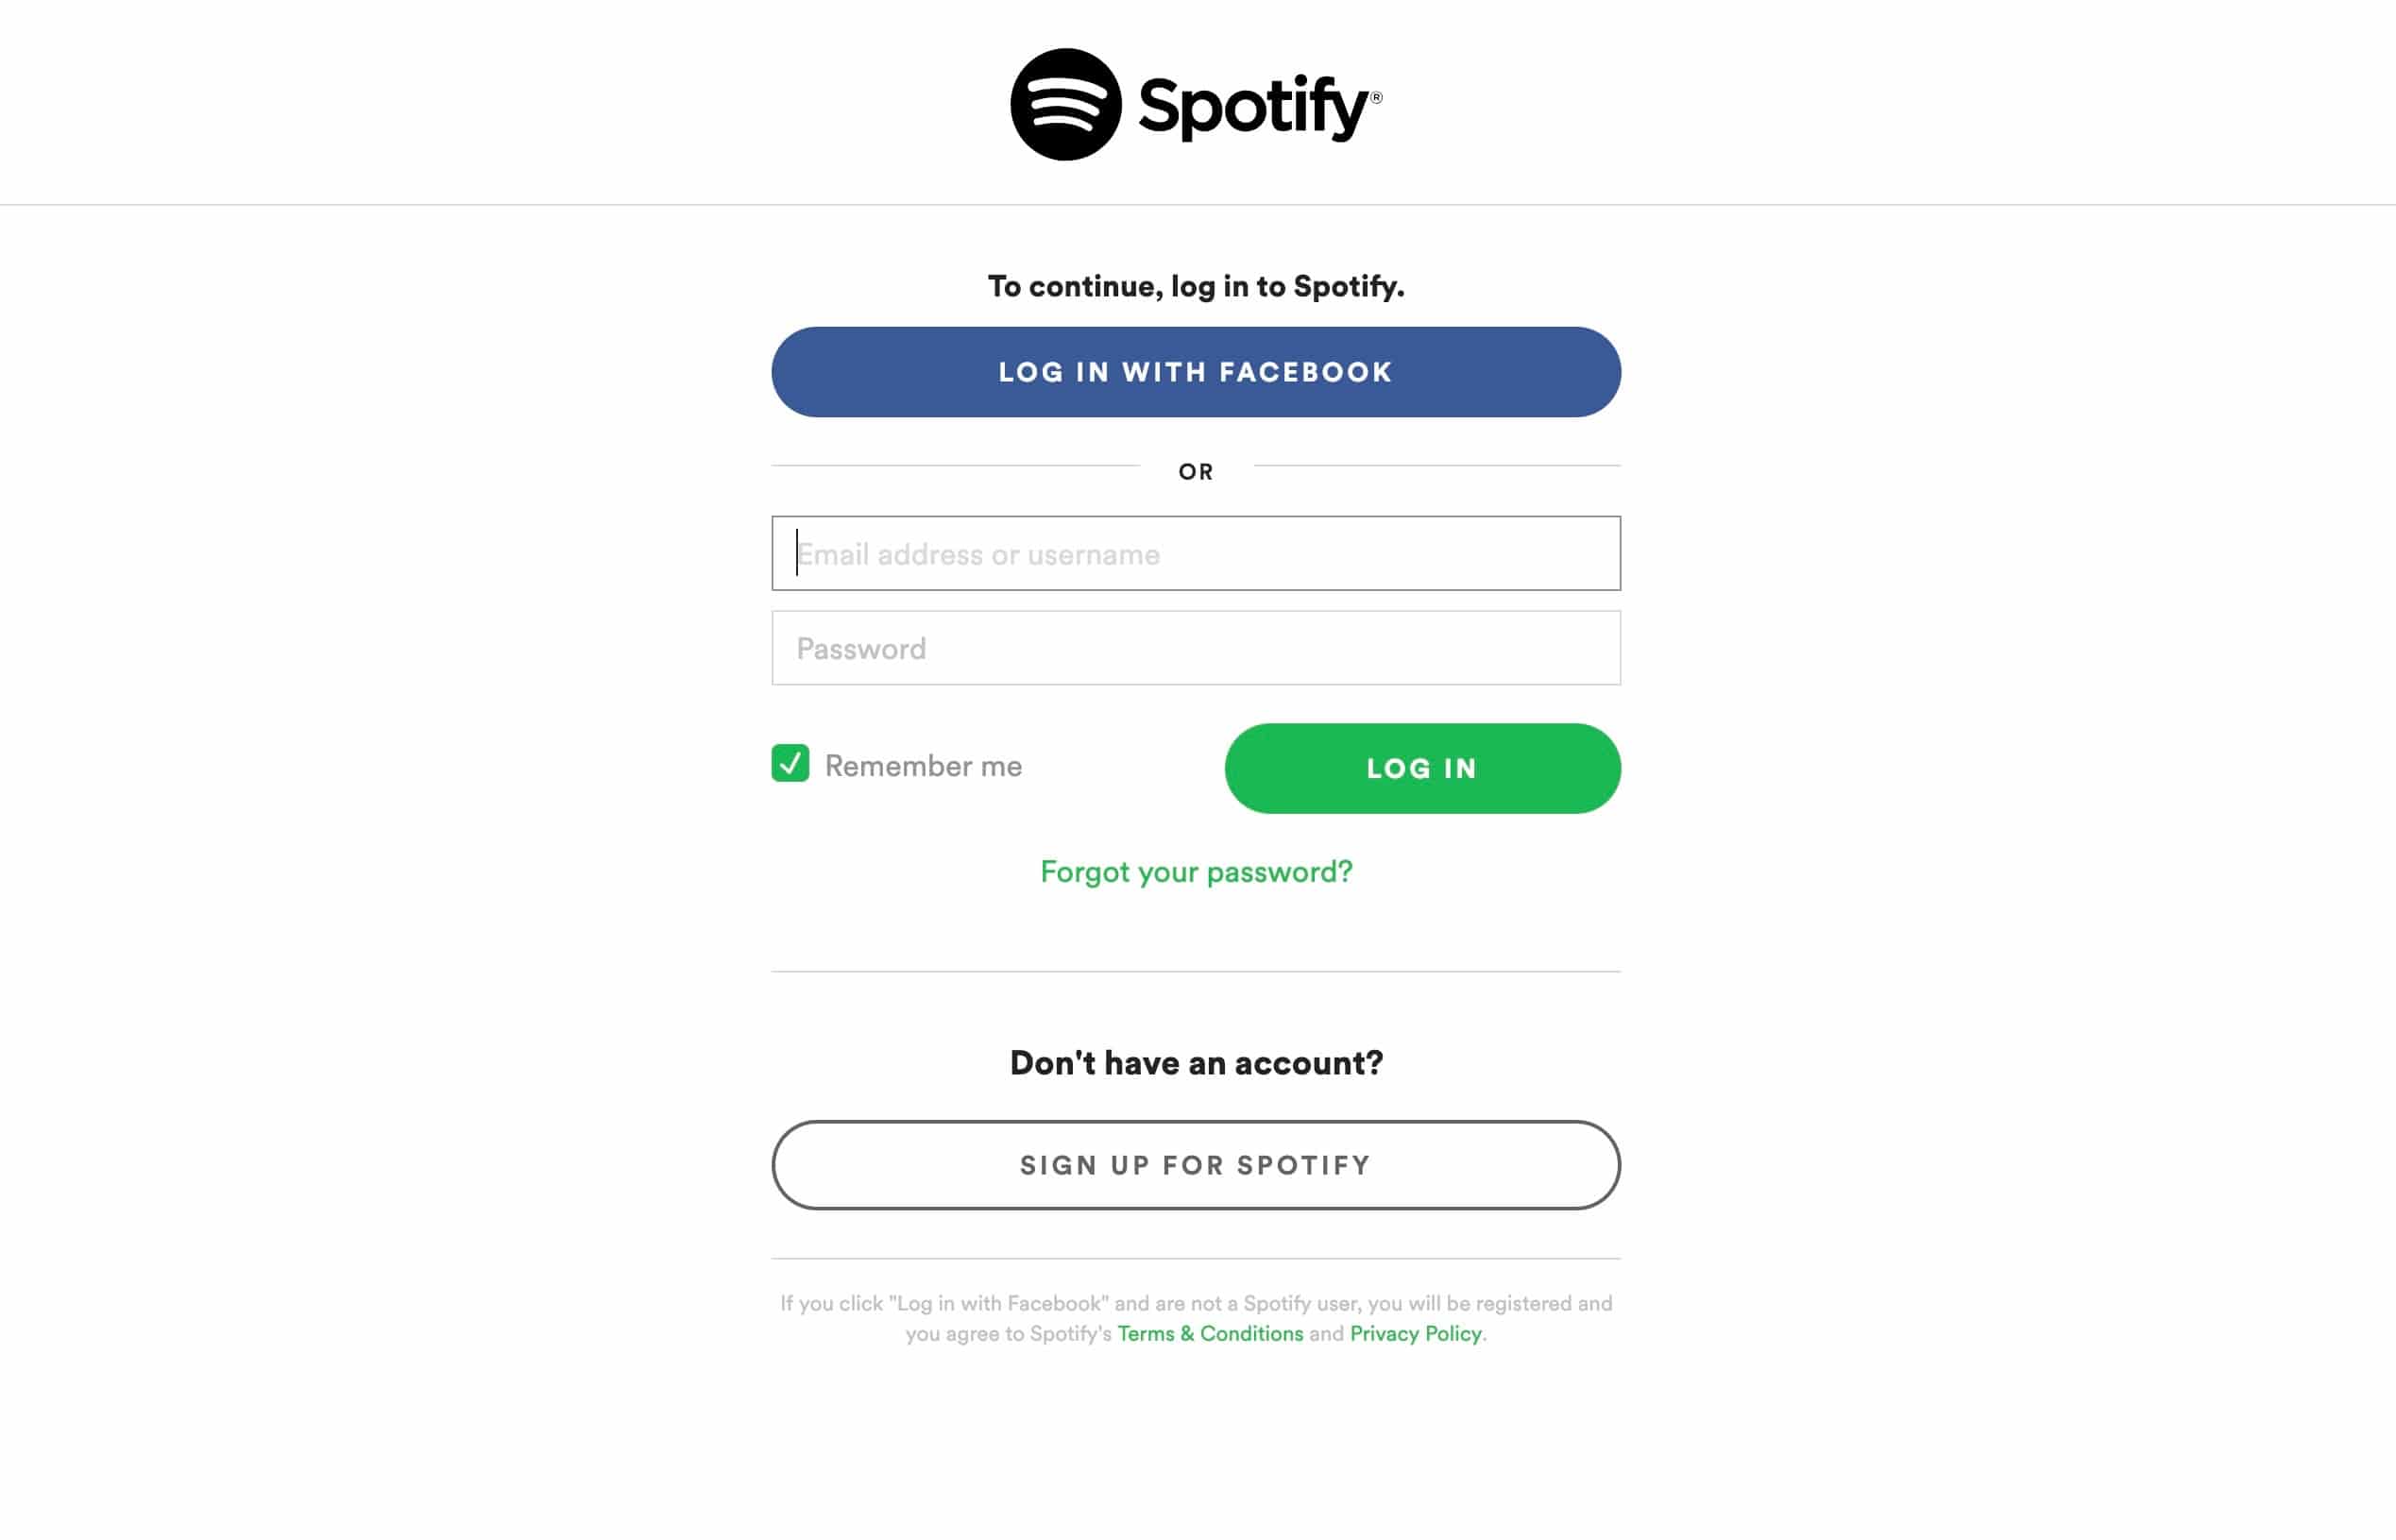 Spotify®
To continue, log in to Spotify.
LOG IN WITH FACEBOOK
OR
Email address or username
Password
Remember me
LOG IN
Forgot your password?
Don't have an account?
SIGN UP FOR SPOTIFY
If you click "Log in with Facebook" and are not a Spotify user, you will be registered and
you agree to Spotify's Terms & Conditions and Privacy Policy.